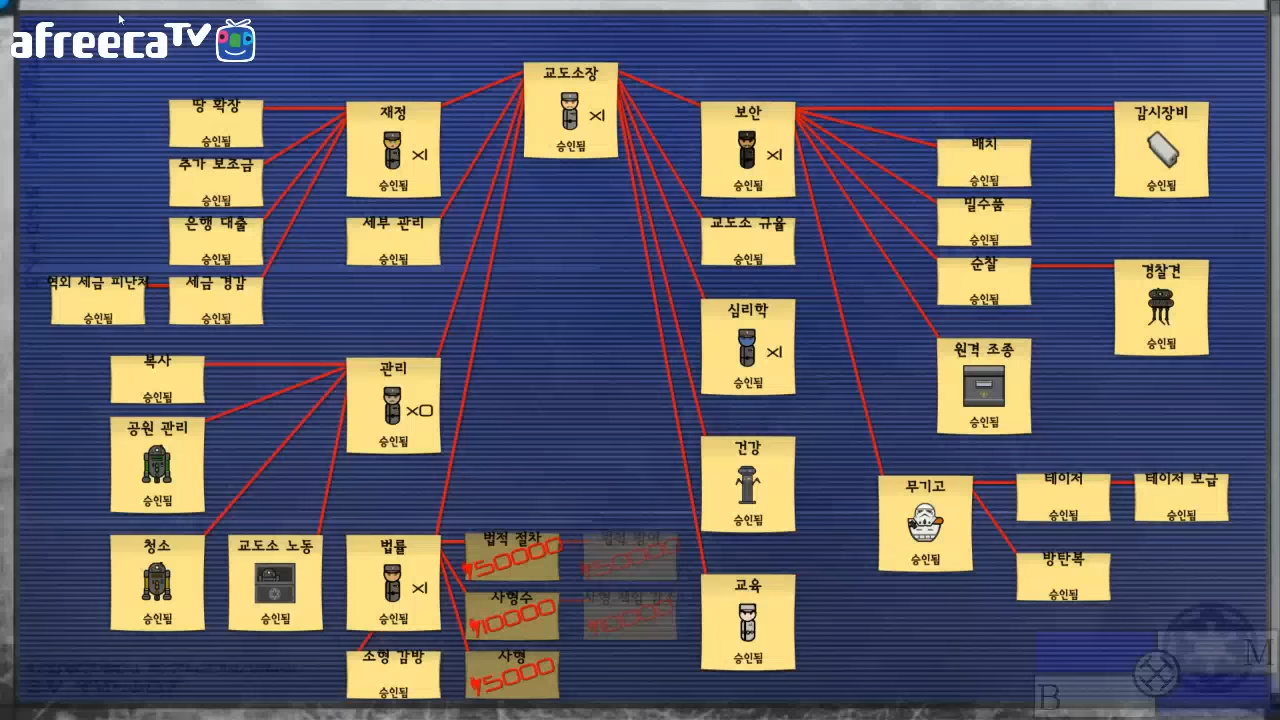 afreecaTV
교도소장
x1
승인됨
땅 확장
승인됨
재정
x1
승인됨
보안
x1
승인됨
감시장비
승인됨
추가 보조금
승인됨
배치
승인됨
은행 대출
승인됨
세부 관리
승인됨
교도소 규율
승인됨
밀수품
승인됨
역외 세금 피난처
승인됨
세금 경감
승인됨
순찰
승인됨
경찰견
승인됨
심리학
x1
승인됨
원격 조종
승인됨
복사
승인됨
관리
x0
승인됨
공원 관리
승인됨
건강
승인됨
무기고
승인됨
테이저
승인됨
테이저 보급
승인됨
청소
승인됨
교도소 노동
승인됨
법률
x1
승인됨
법적 절차
50000
50000
방탄복
승인됨
교육
승인됨
사형수
10000
10000
소형 감방
승인됨
사형
5000
B
M